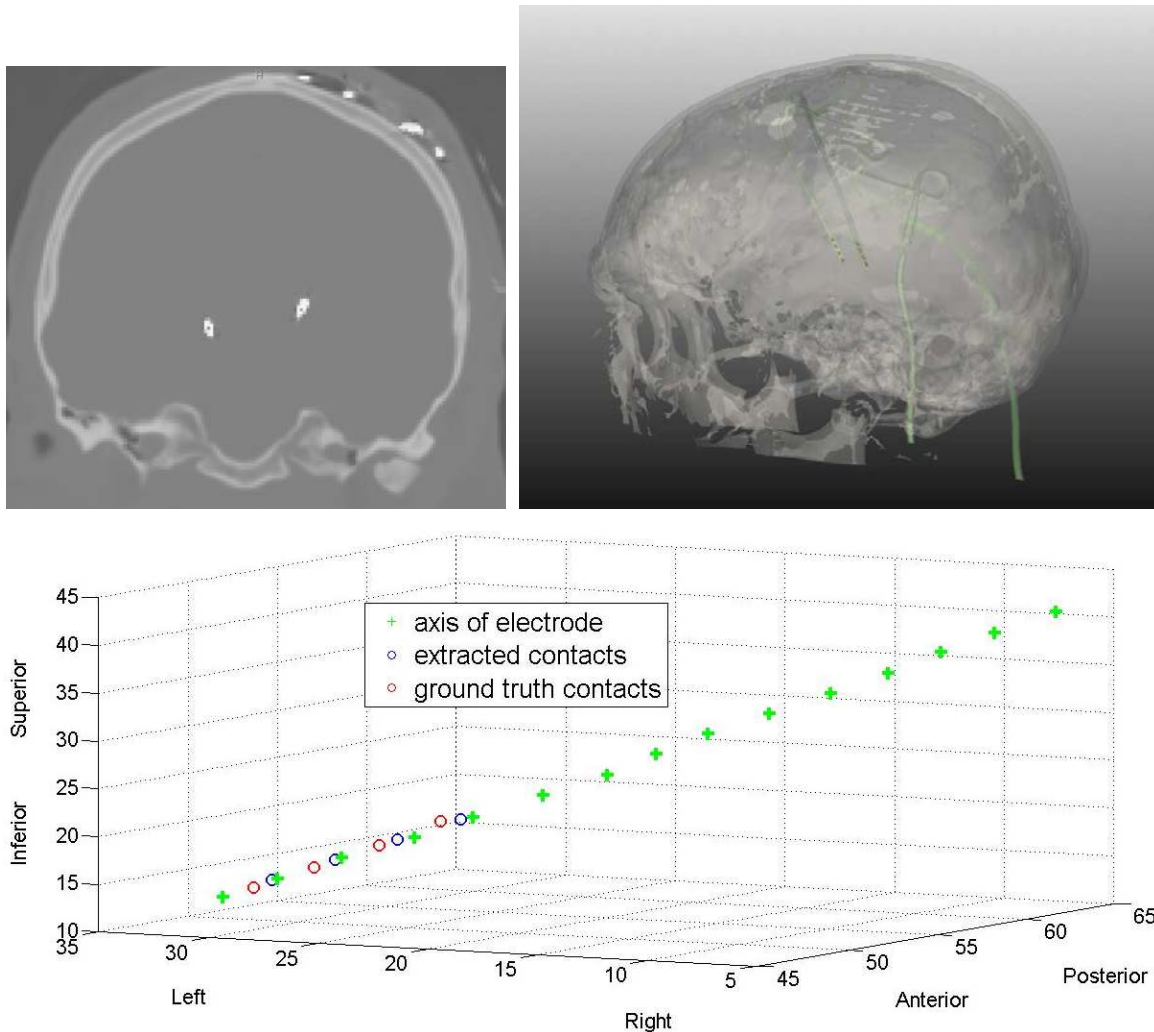 H
axis of electrode
extracted contacts
ground truth contacts
45
40
35
30
25
20
15
10
Superior
Inferior
35
30
25
20
15
10
5
Left
Right
45
50
55
60
65
Anterior
Posterior